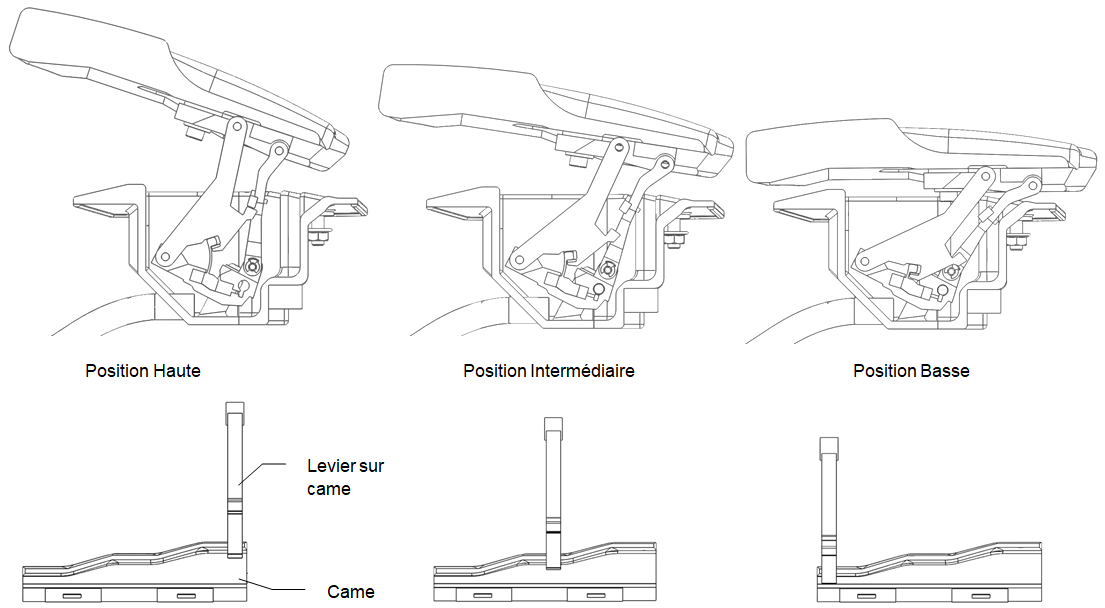 Position Haute
Position Intermédiaire
Position Basse
Levier sur
came
Came